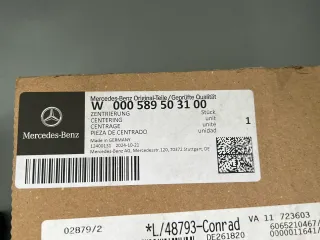 Mercedes-Benz Original-Teile / Geprüfte Qualität
W 000 589 50 31 00
ZENTRIERUNG Stück
CENTERING unit
CENTRAGE unité 1
PIEZA DE CENTRADO unidad
Made in GERMANY
2024-10-22
Mercedes-Benz AG, Mercedesstr. 120, 70372 Stuttgart, DE
Mercedes-Benz
02879/2
*L/48793-Conrad
DE261820
VA 11 723603
6065210467/
0000011641/